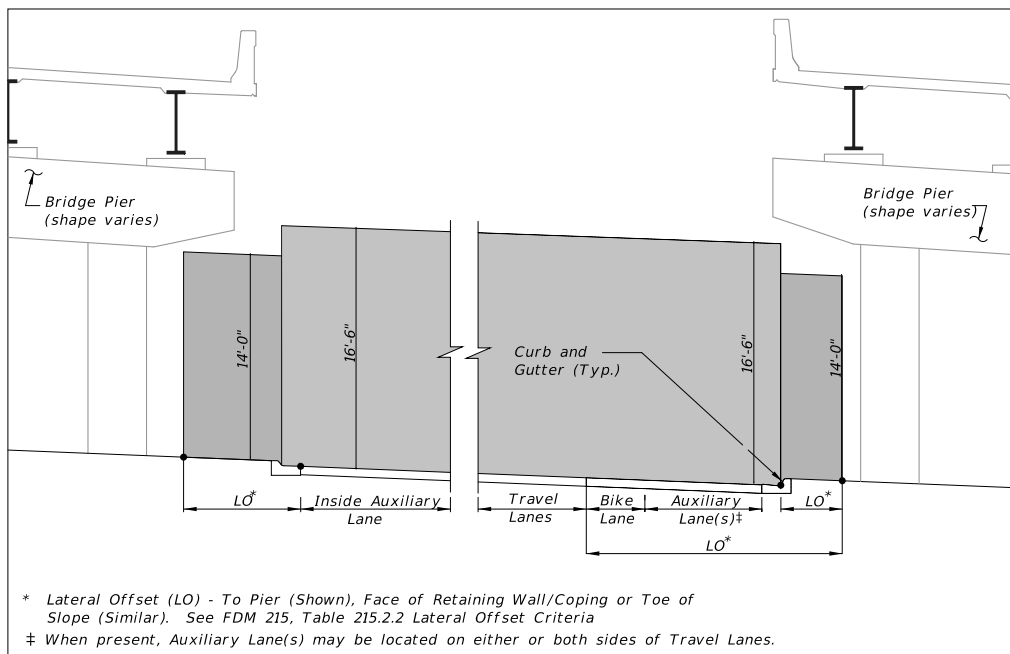 Bridge Pier
(shape varies)
Bridge Pier
(shape varies)
14'-0"
16'-6"
Curb and
Gutter (Typ.)
16'-6"
14'-0"
LO*
Inside Auxiliary
Lane
Travel
Lanes
Bike
Lane
Auxiliary
Lane(s)‡
LO*
LO*
* Lateral Offset (LO) - To Pier (Shown), Face of Retaining Wall/Coping or Toe of
Slope (Similar). See FDM 215, Table 215.2.2 Lateral Offset Criteria
‡ When present, Auxiliary Lane(s) may be located on either or both sides of Travel Lanes.